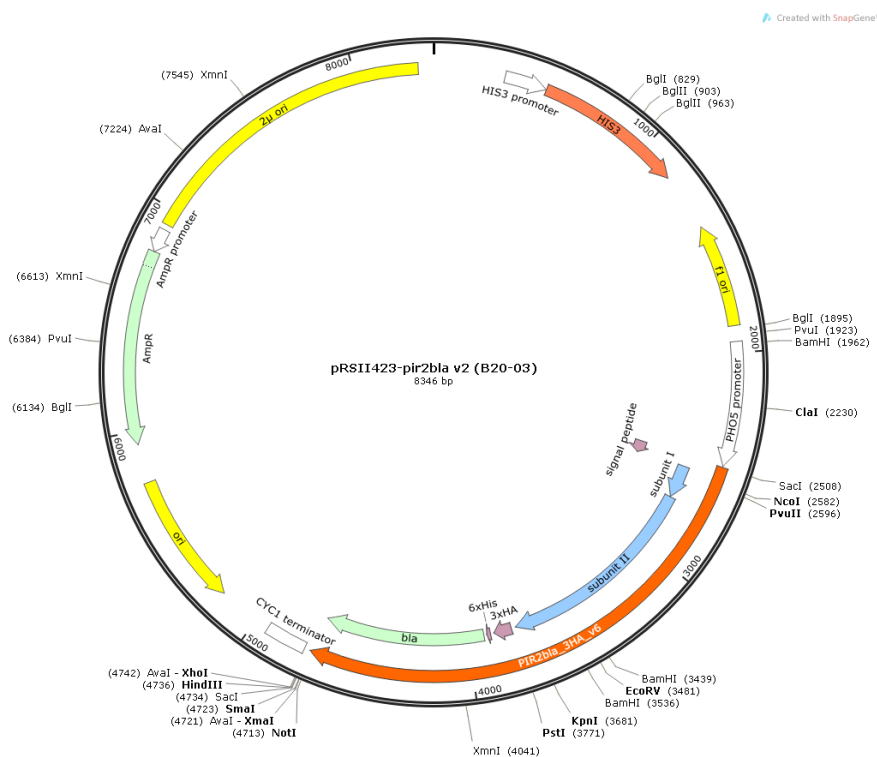 Created with SnapGene®
8000
(7545) XmnI
(7224) AvaI
7000
(6613) XmnI
(6384) PvuI
(6134) BglI
6000
2μ ori
AmpR promoter
AmpR
ori
HIS3 promoter
HIS3
BglI (829)
BglII (903)
BglII (963)
1000
f1 ori
BglI (1895)
PvuI (1923)
BamHI (1962)
2000
PHO5 promoter
ClaI (2230)
pRSII423-pir2bla v2 (B20-03)
8346 bp
signal peptide
subunit I
SacI (2508)
NcoI (2582)
PvuII (2596)
3000
subunit II
PIR2bla_3HA_v6
6xHis
3xHA
bla
CYC1 terminator
5000
(4742) AvaI - XhoI
(4736) HindIII
(4734) SacI
(4723) SmaI
(4721) AvaI - XmaI
(4713) NotI
4000
BamHI (3439)
EcoRV (3481)
BamHI (3536)
KpnI (3681)
PstI (3771)
XmnI (4041)